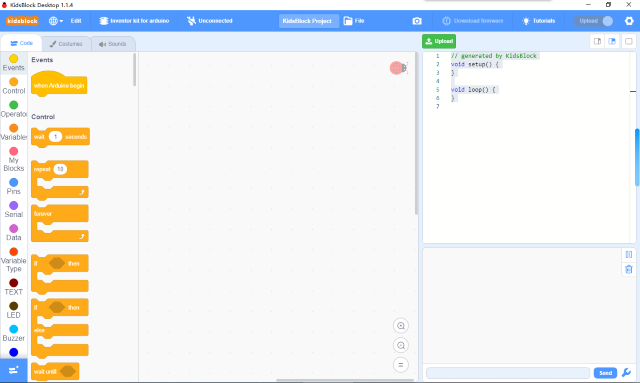 KidsBlock Desktop 1.1.4
kidsblock
Edit
Inventor kit for arduino
Unconnected
KidsBlock Project
File
Download firmware
Tutorials
Upload
Code
Costumes
Sounds
Upload
Events
Control
Operator
Variables
My
Blocks
Pins
Serial
Data
Variable
Type
TEXT
LED
Buzzer
Events
when Arduino begin
Control
wait 1 seconds
repeat 10
forever
if then
if then
else
wait until
1 // generated by KidsBlock
2 void setup() {
3 }
4
5 void loop() {
6 }
7
Send